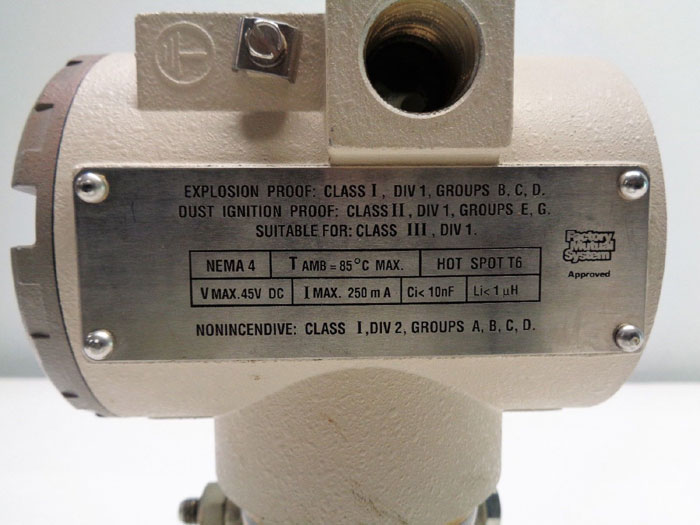 EXPLOSION PROOF: CLASS I, DIV 1, GROUPS B, C, D.
DUST IGNITION PROOF: CLASS II, DIV 1, GROUPS E, G.
SUITABLE FOR: CLASS III, DIV 1.
NEMA 4 T AMB = 85°C MAX. HOT SPOT T6
V MAX. 45V DC I MAX. 250 mA Ci< 10nF Li< 1 µH
NONINCENDIVE: CLASS I, DIV 2, GROUPS A, B, C, D.
Factory
Mutual
System
Approved